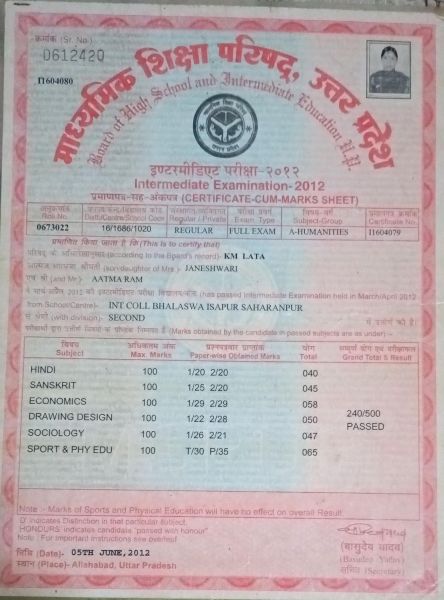 क्रमांक (Sr. No.)
0612420
I1604080
माध्यमिक शिक्षा परिषद्, उत्तर प्रदेश
Board of High School and Intermediate Education U.P.
इण्टरमीडिएट परीक्षा-२०१२
Intermediate Examination-2012
प्रमाणपत्र-सह-अंकपत्र (CERTIFICATE-CUM-MARKS SHEET)
अनुक्रमांक Roll No. Distt/Centre/School Code Regular / Private परीक्षा प्रकार Exam Type विषय-वर्ग Subject-Group प्रमाणपत्र क्रमांक Certificate No.
0673022 16/1686/1020 REGULAR FULL EXAM A-HUMANITIES I1604079
प्रमाणित किया जाता है कि (This is to certify that)
परिषद् के अभिलेखानुसार (according to the Board's record)- KM LATA
आत्मज/आत्मजा श्रीमती (son/daughter of Mrs.) JANESHWARI
एवं श्री (and Mr.) AATMA RAM
ने मार्च/अप्रैल 2012 की इण्टरमीडिएट परीक्षा (has passed Intermediate Examination held in March/April 2012
from School/Centre)- INT COLL BHALASWA ISAPUR SAHARANPUR
से श्रेणी (with division)- SECOND में उत्तीर्ण की है।
(Marks obtained by the candidate in passed subjects are as under) :-
विषय Subject अधिकतम अंक Max. Marks प्रश्नपत्रवार प्राप्तांक Paper-wise Obtained Marks योग Total सम्पूर्ण योग एवं परीक्षाफल Grand Total & Result
HINDI 100 1/20 2/20 040
SANSKRIT 100 1/25 2/20 045
ECONOMICS 100 1/29 2/29 058
DRAWING DESIGN 100 1/22 2/28 050
240/500
PASSED
SOCIOLOGY 100 1/26 2/21 047
SPORT & PHY EDU 100 T/30 P/35 065
Note :- Marks of Sports and Physical Education will have no effect on overall Result.
'D' indicates Distinction in that particular subject.
HONOURS indicates candidate "passed with honour"
Note : For important instructions see overleaf
तिथि (Date)- 05TH JUNE,2012
स्थान (Place)- Allahabad, Uttar Pradesh
(बासुदेव यादव)
(Basudeo Yadav)
सचिव (Secretary)